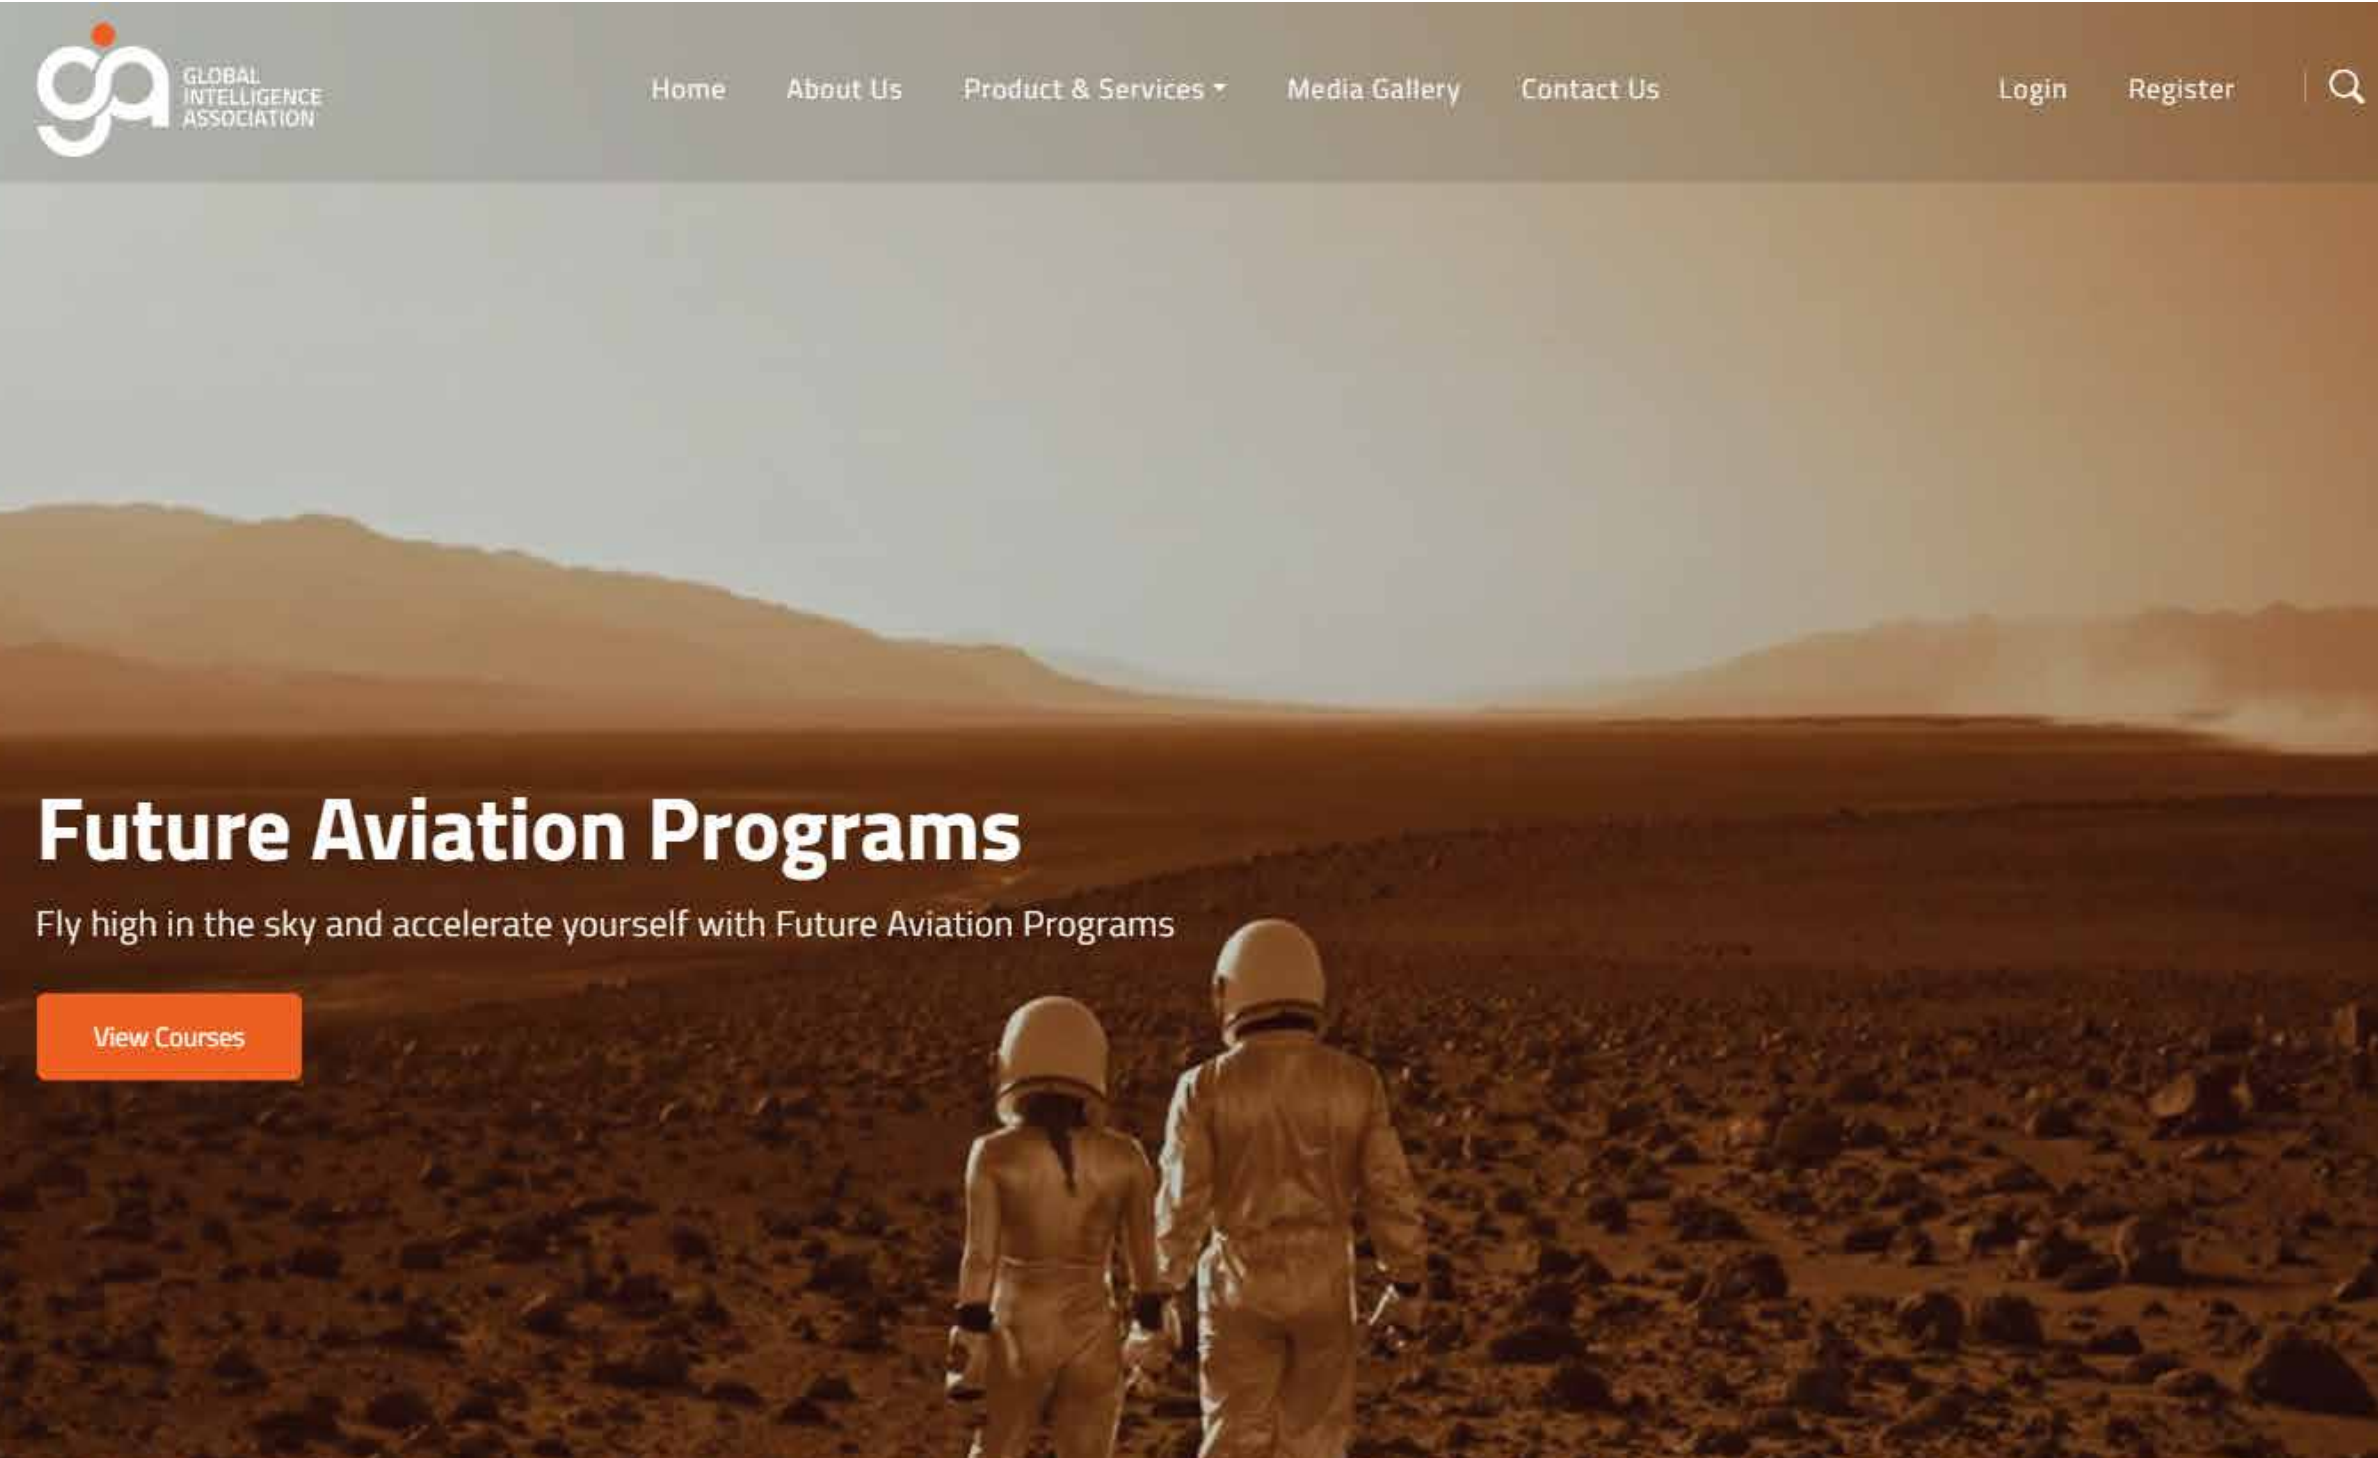 GLOBAL
INTELLIGENCE
ASSOCIATION
Home About Us Product & Services Media Gallery Contact Us Login Register
Future Aviation Programs
Fly high in the sky and accelerate yourself with Future Aviation Programs
View Courses